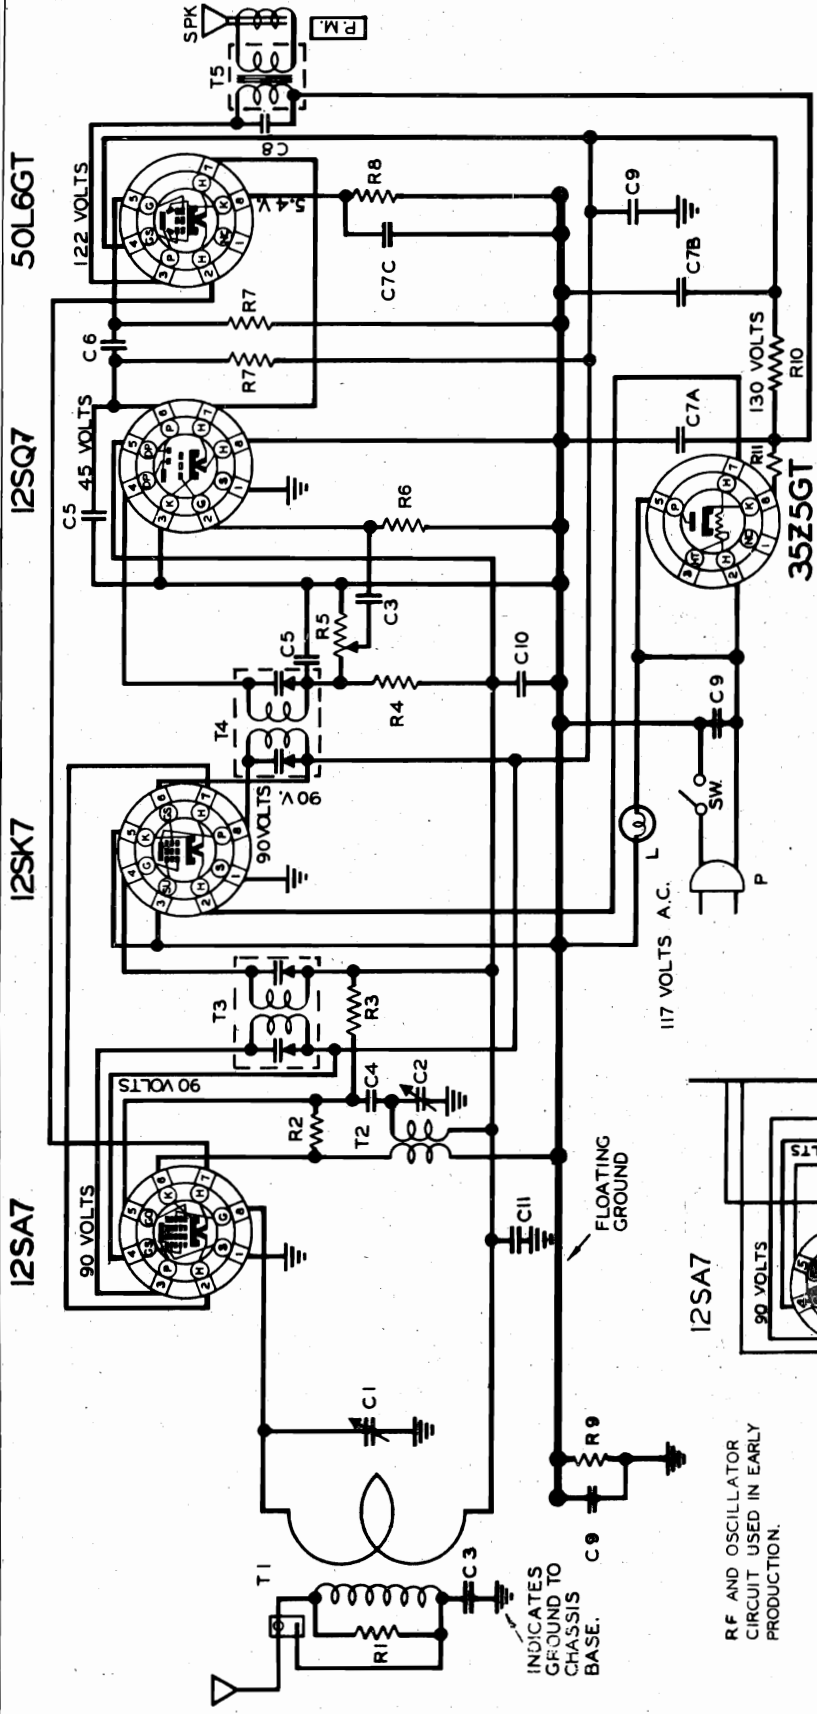 12SA7
12SK7
12SQ7
50L6GT
90 VOLTS
90 VOLTS
90 VOLTS
90 V.
45 VOLTS
122 VOLTS
5.4 V.
SPK
P.M.
T5
C8
C5
C6
R7
R7
R8
C7C
C9
T3
T4
C5
R5
C3
R6
R4
C10
R3
C4
C2
R2
T2
C11
C7B
130 VOLTS
R10
C7A
R11
35Z5GT
C9
SW.
L
P
117 VOLTS A.C.
FLOATING
GROUND
T1
C1
R1
C3
R9
C9
INDICATES
GROUND TO
CHASSIS
BASE.
RF AND OSCILLATOR
CIRCUIT USED IN EARLY
PRODUCTION.
12SA7
90 VOLTS
LTS